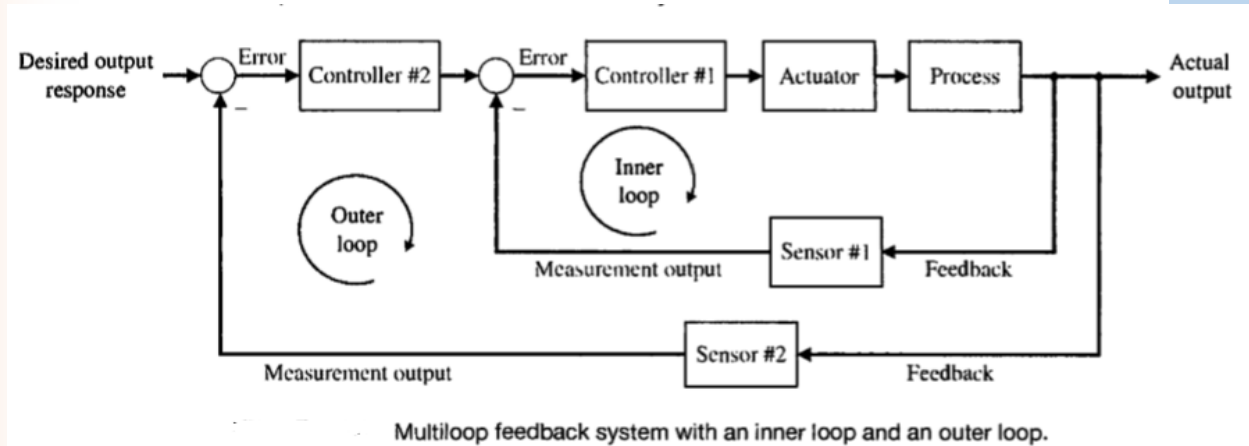 Desired output
response
Error
Controller #2
Error
Controller #1
Actuator
Process
Actual
output
–
–
Inner
loop
Outer
loop
Sensor #1
Measurement output
Feedback
Sensor #2
Measurement output
Feedback
Multiloop feedback system with an inner loop and an outer loop.